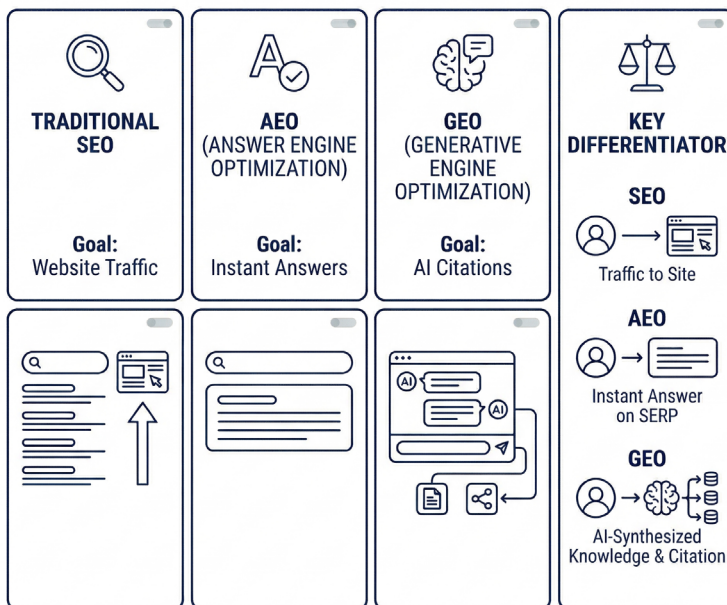 TRADITIONAL
SEO
Goal:
Website Traffic
A
AEO
(ANSWER ENGINE
OPTIMIZATION)
Goal:
Instant Answers
GEO
(GENERATIVE
ENGINE
OPTIMIZATION)
Goal:
AI Citations
KEY
DIFFERENTIATOR
SEO
Traffic to Site
AEO
Instant Answer
on SERP
GEO
AI-Synthesized
Knowledge & Citation
AI
AI